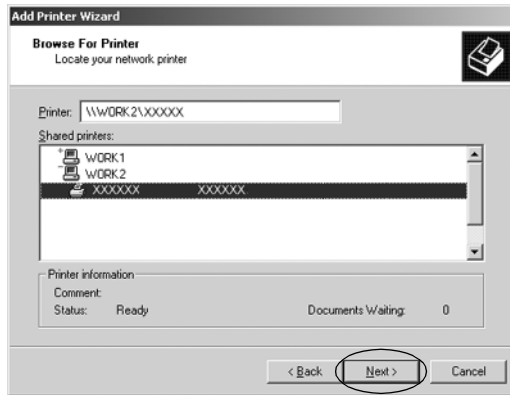 Add Printer Wizard
Browse For Printer
Locate your network printer
Printer: \\WORK2\XXXXX
Shared printers:
WORK1
WORK2
XXXXXX XXXXXX
Printer information
Comment:
Status: Ready Documents Waiting: 0
< Back Next > Cancel